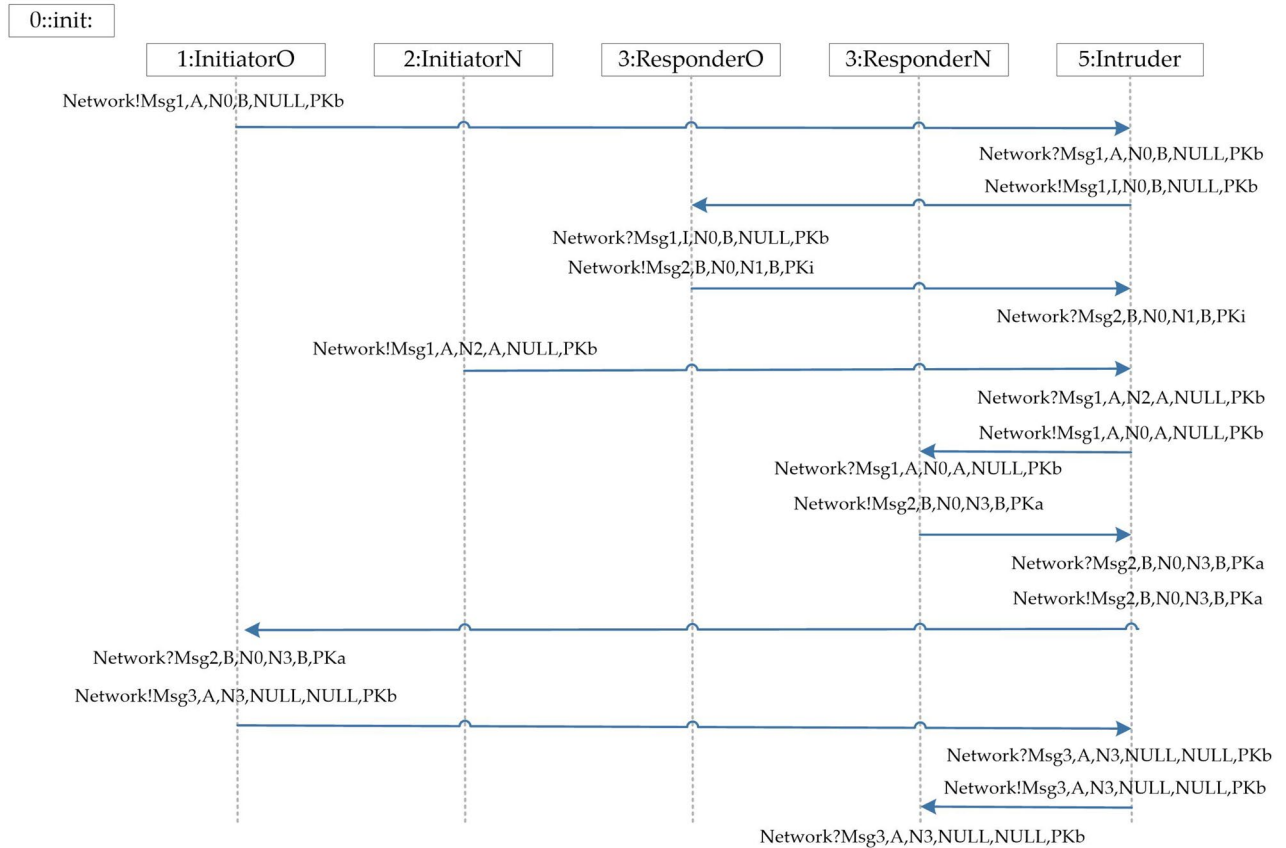 0::init:
1:InitiatorO
2:InitiatorN
3:ResponderO
3:ResponderN
5:Intruder
Network!Msg1,A,N0,B,NULL,PKb
Network?Msg1,A,N0,B,NULL,PKb
Network!Msg1,I,N0,B,NULL,PKb
Network?Msg1,I,N0,B,NULL,PKb
Network!Msg2,B,N0,N1,B,PKi
Network?Msg2,B,N0,N1,B,PKi
Network!Msg1,A,N2,A,NULL,PKb
Network?Msg1,A,N2,A,NULL,PKb
Network!Msg1,A,N0,A,NULL,PKb
Network?Msg1,A,N0,A,NULL,PKb
Network!Msg2,B,N0,N3,B,PKa
Network?Msg2,B,N0,N3,B,PKa
Network!Msg2,B,N0,N3,B,PKa
Network?Msg2,B,N0,N3,B,PKa
Network!Msg3,A,N3,NULL,NULL,PKb
Network?Msg3,A,N3,NULL,NULL,PKb
Network!Msg3,A,N3,NULL,NULL,PKb
Network?Msg3,A,N3,NULL,NULL,PKb